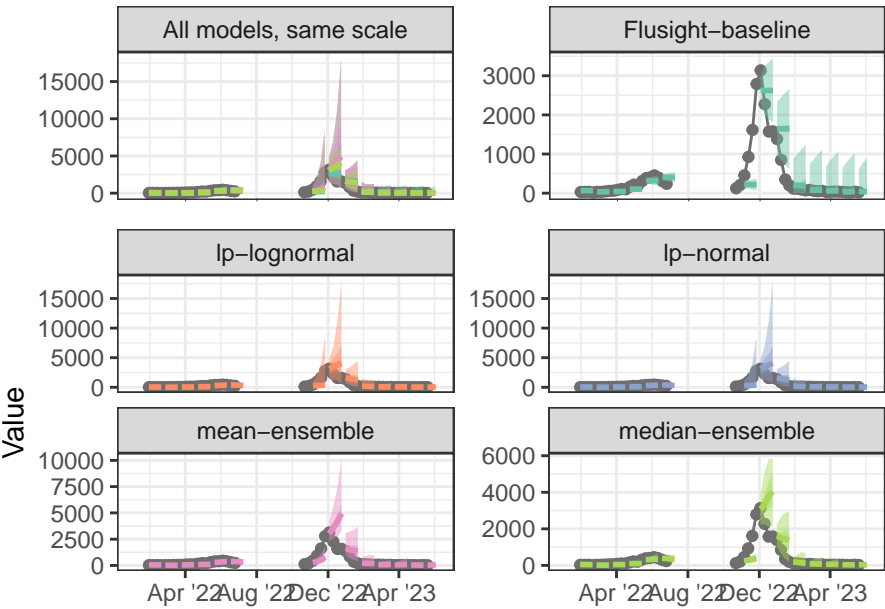 All models, same scale
Flusight−baseline
15000
10000
5000
0
3000
2000
1000
0
lp−lognormal
lp−normal
15000
10000
5000
0
15000
10000
5000
0
Value
mean−ensemble
median−ensemble
10000
7500
5000
2500
0
6000
4000
2000
0
Apr '22 Aug '22 Dec '22 Apr '23
Apr '22 Aug '22 Dec '22 Apr '23